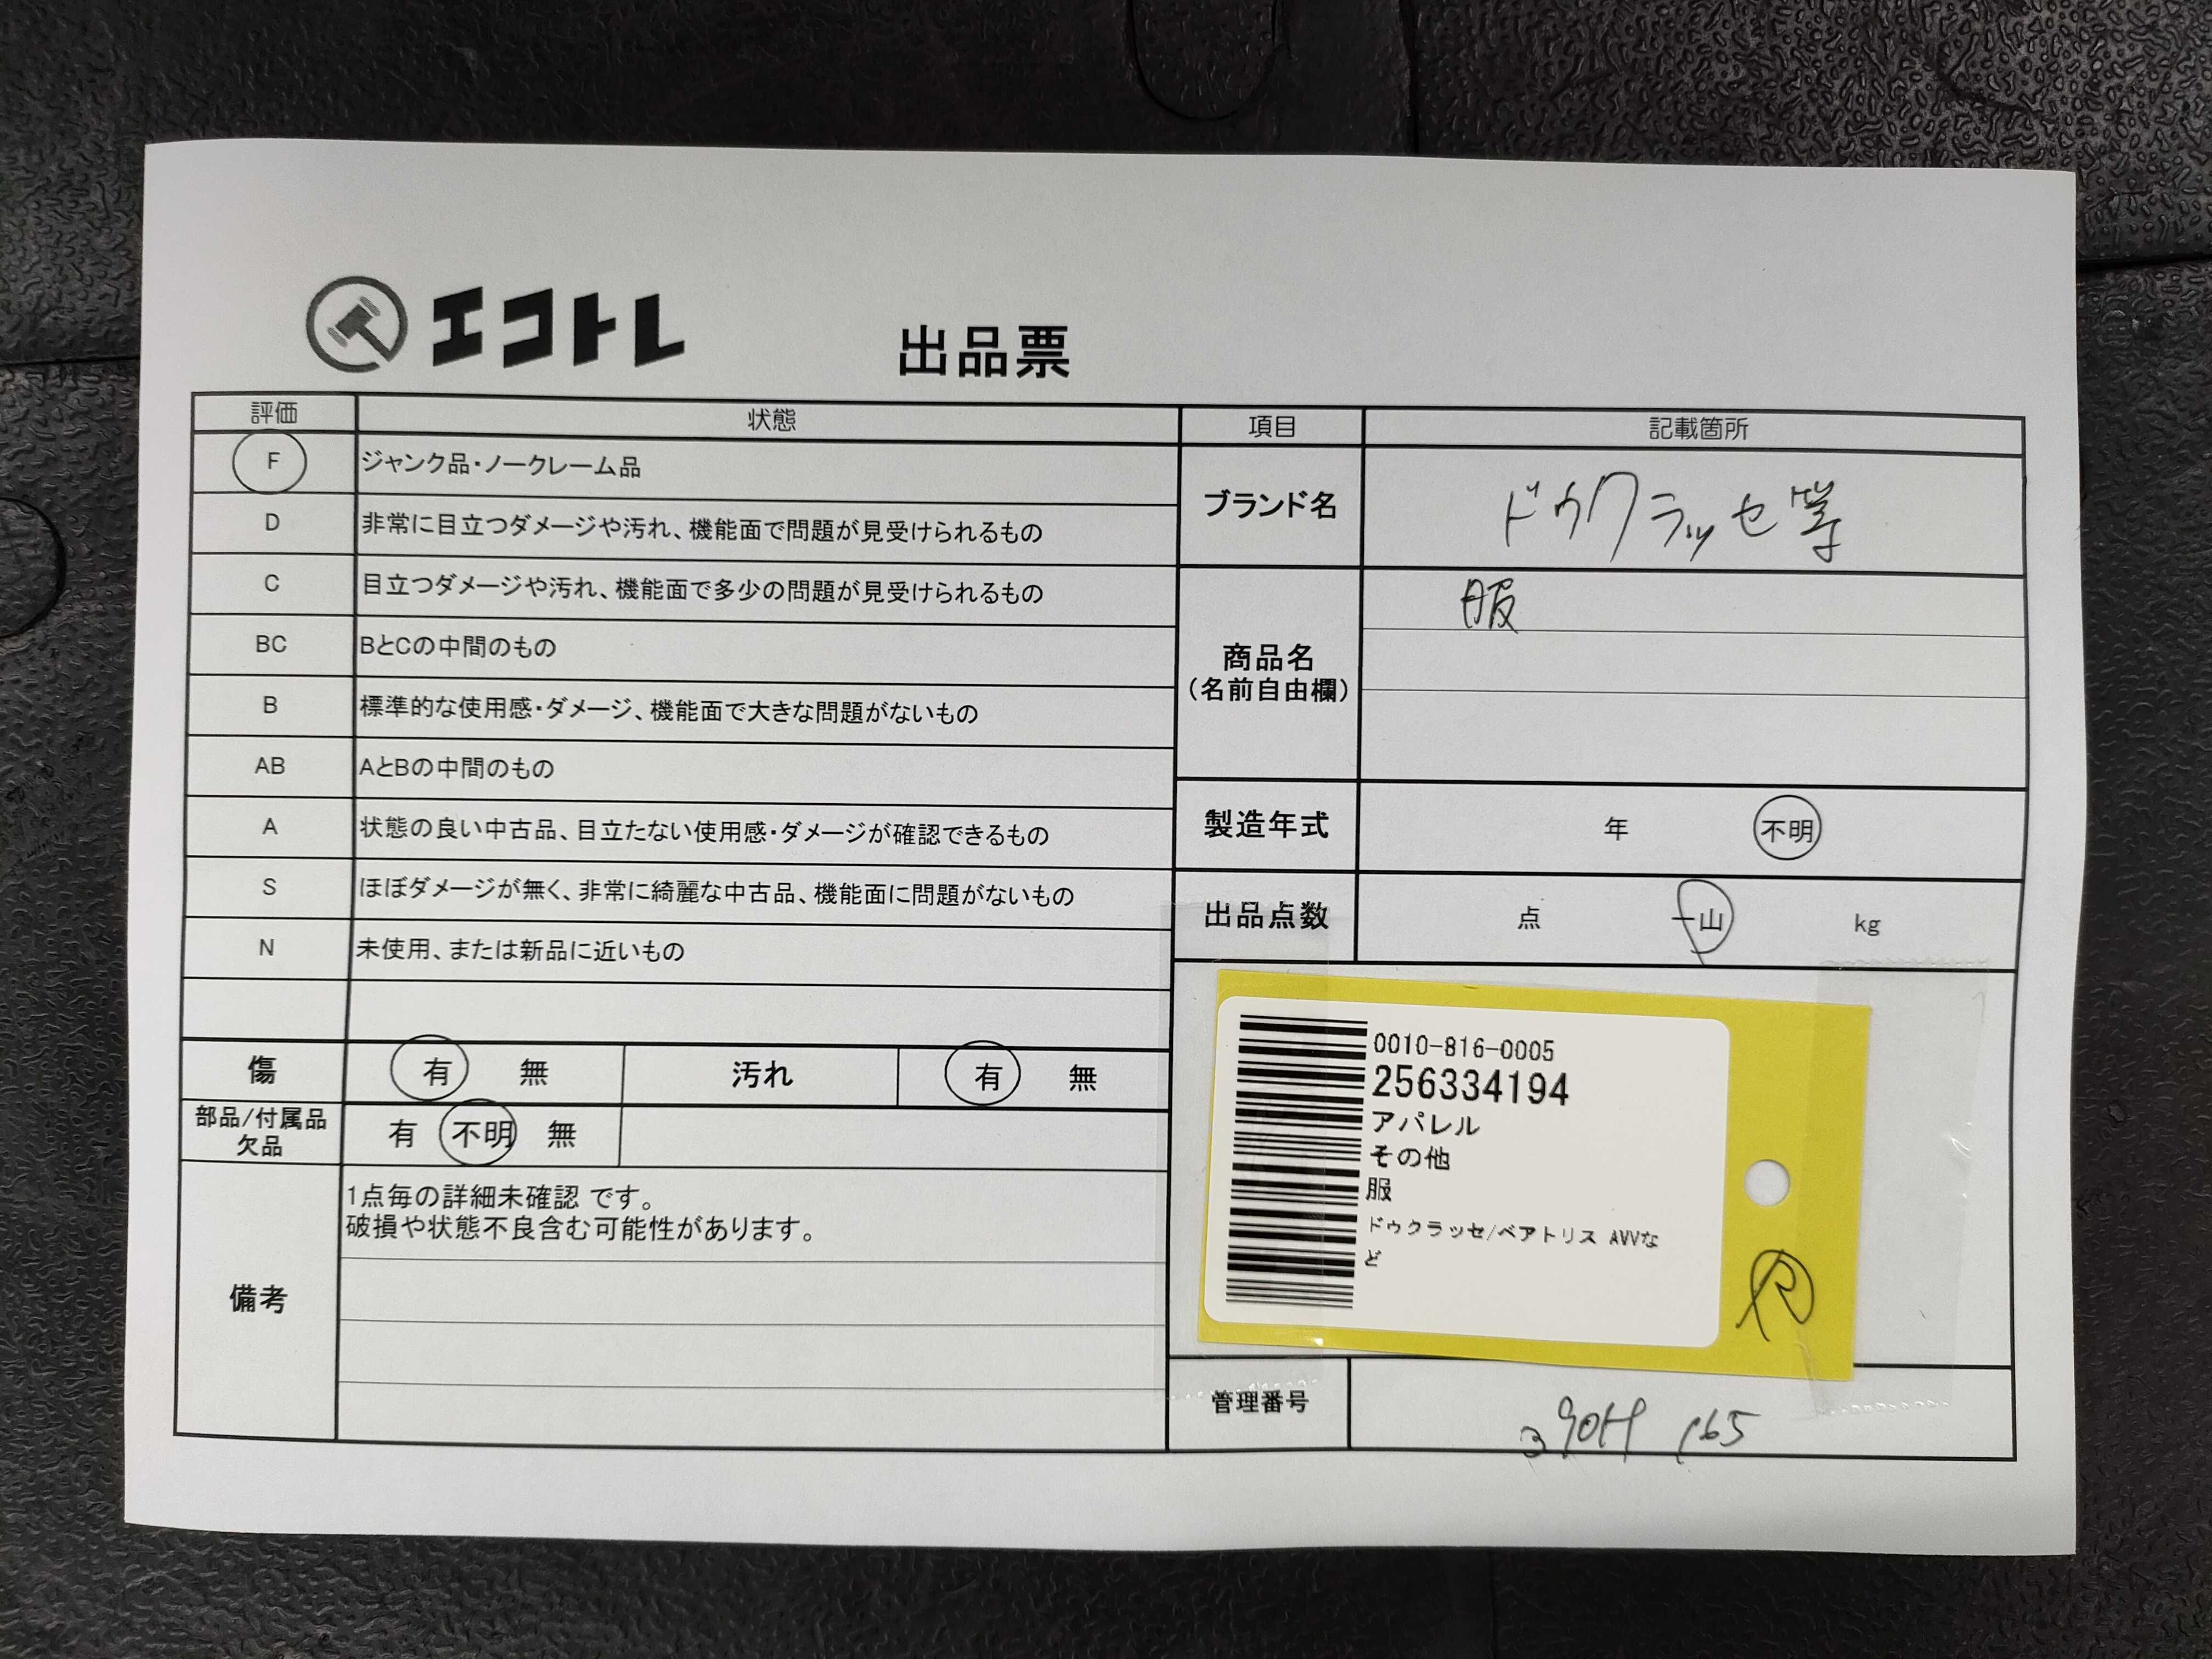 エコトレ
出品票
評価 状態
F ジャンク品・ノークレーム品
D 非常に目立つダメージや汚れ、機能面で問題が見受けられるもの
C 目立つダメージや汚れ、機能面で多少の問題が見受けられるもの
BC BとCの中間のもの
B 標準的な使用感・ダメージ、機能面で大きな問題がないもの
AB AとBの中間のもの
A 状態の良い中古品、目立たない使用感・ダメージが確認できるもの
S ほぼダメージが無く、非常に綺麗な中古品、機能面に問題がないもの
N 未使用、または新品に近いもの
傷 有 無 汚れ 有 無
部品/付属品
欠品
有 不明 無
備考
1点毎の詳細未確認 です。
破損や状態不良含む可能性があります。
項目 記載箇所
ブランド名 ドゥクラッセ等
商品名
(名前自由欄)
服
製造年式 年 不明
出品点数 点 一山 kg
0010-816-0005
256334194
アパレル
その他
服
ドゥクラッセ/ベアトリス AVVな
ど
管理番号
165